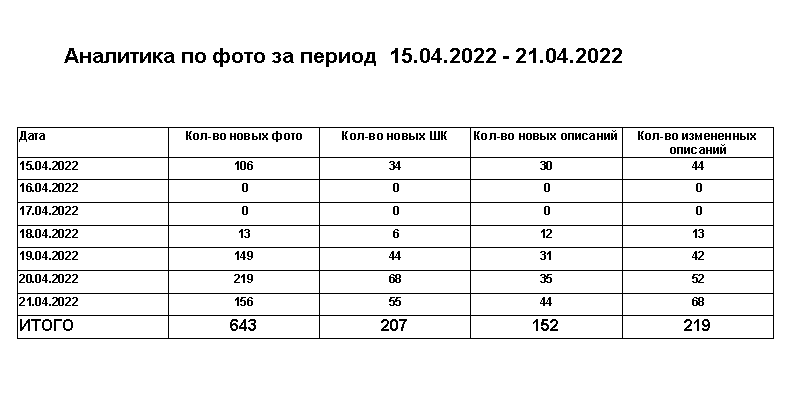 Аналитика по фото за период 15.04.2022 - 21.04.2022
Дата Кол-во новых фото Кол-во новых ШК Кол-во новых описаний Кол-во измененных описаний
15.04.2022 106 34 30 44
16.04.2022 0 0 0 0
17.04.2022 0 0 0 0
18.04.2022 13 6 12 13
19.04.2022 149 44 31 42
20.04.2022 219 68 35 52
21.04.2022 156 55 44 68
ИТОГО 643 207 152 219